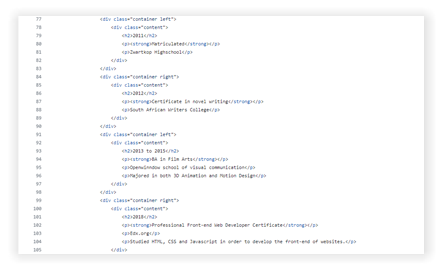 77 <div class="container left">
78 <div class="content">
79 <h2>2011</h2>
80 <p><strong>Matriculated</strong></p>
81 <p>Zwartkop Highschool</p>
82 </div>
83 </div>
84 <div class="container right">
85 <div class="content">
86 <h2>2012</h2>
87 <p><strong>Certificate in novel writing</strong></p>
88 <p>South African Writers College</p>
89 </div>
90 </div>
91 <div class="container left">
92 <div class="content">
93 <h2>2013 to 2015</h2>
94 <p><strong>BA in Film Arts</strong></p>
95 <p>Openwinndow school of visual communication</p>
96 <p>Majored in both 3D Animation and Motion Design</p>
97 </div>
98 </div>
99 <div class="container right">
100 <div class="content">
101 <h2>2018</h2>
102 <p><strong>Professional Front-end Web Developer Certificate</strong></p>
103 <p>Edx.org</p>
104 <p>Studied HTML, CSS and Javascript in order to develop the front-end of websites.</p>
105 </div>